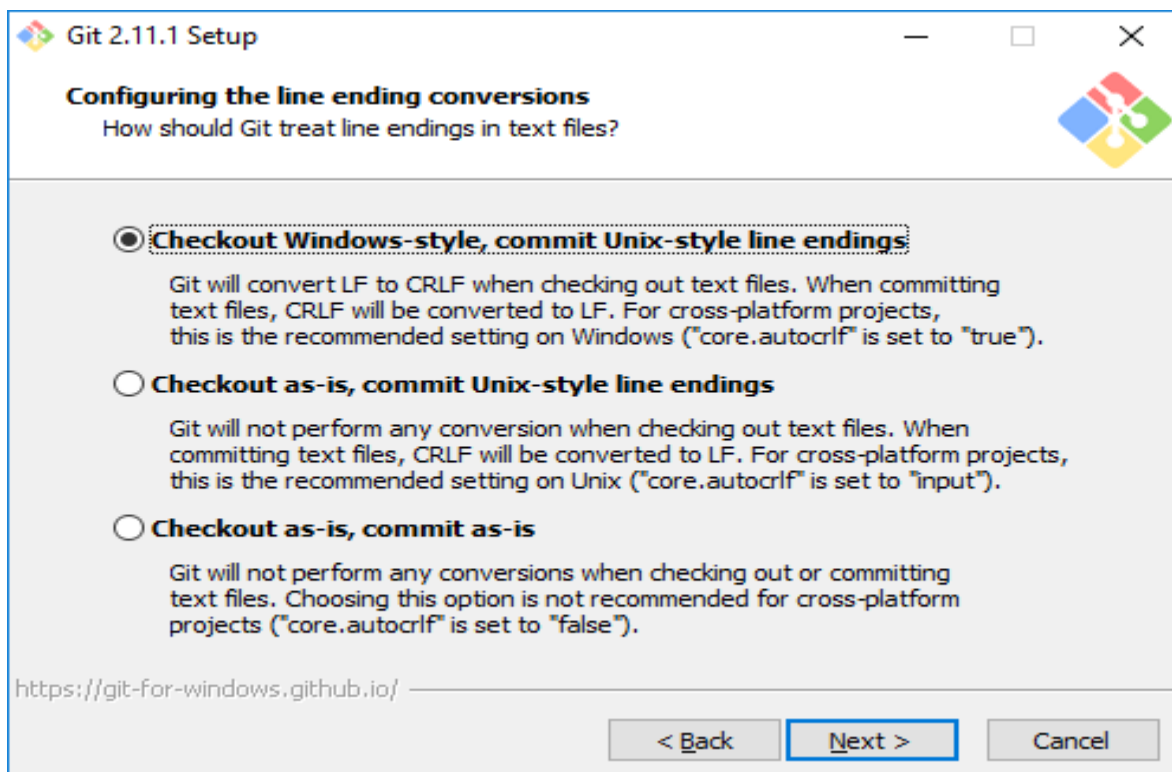 Git 2.11.1 Setup
Configuring the line ending conversions
How should Git treat line endings in text files?
Checkout Windows-style, commit Unix-style line endings
Git will convert LF to CRLF when checking out text files. When committing
text files, CRLF will be converted to LF. For cross-platform projects,
this is the recommended setting on Windows ("core.autocrlf" is set to "true").
Checkout as-is, commit Unix-style line endings
Git will not perform any conversion when checking out text files. When
committing text files, CRLF will be converted to LF. For cross-platform projects,
this is the recommended setting on Unix ("core.autocrlf" is set to "input").
Checkout as-is, commit as-is
Git will not perform any conversions when checking out or committing
text files. Choosing this option is not recommended for cross-platform
projects ("core.autocrlf" is set to "false").
https://git-for-windows.github.io/
< Back Next > Cancel